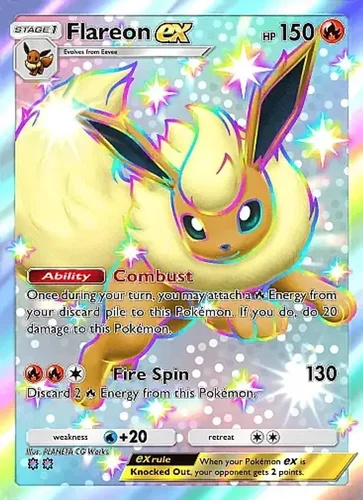 STAGE 1 Flareon ex HP 150
Evolves from Eevee
Ability Combust
Once during your turn, you may attach a Energy from
your discard pile to this Pokémon. If you do, do 20
damage to this Pokémon.
Fire Spin 130
Discard 2 Energy from this Pokémon.
weakness +20 retreat
Illus. PLANETA CG Works
ex rule When your Pokémon ex is
Knocked Out, your opponent gets 2 points.